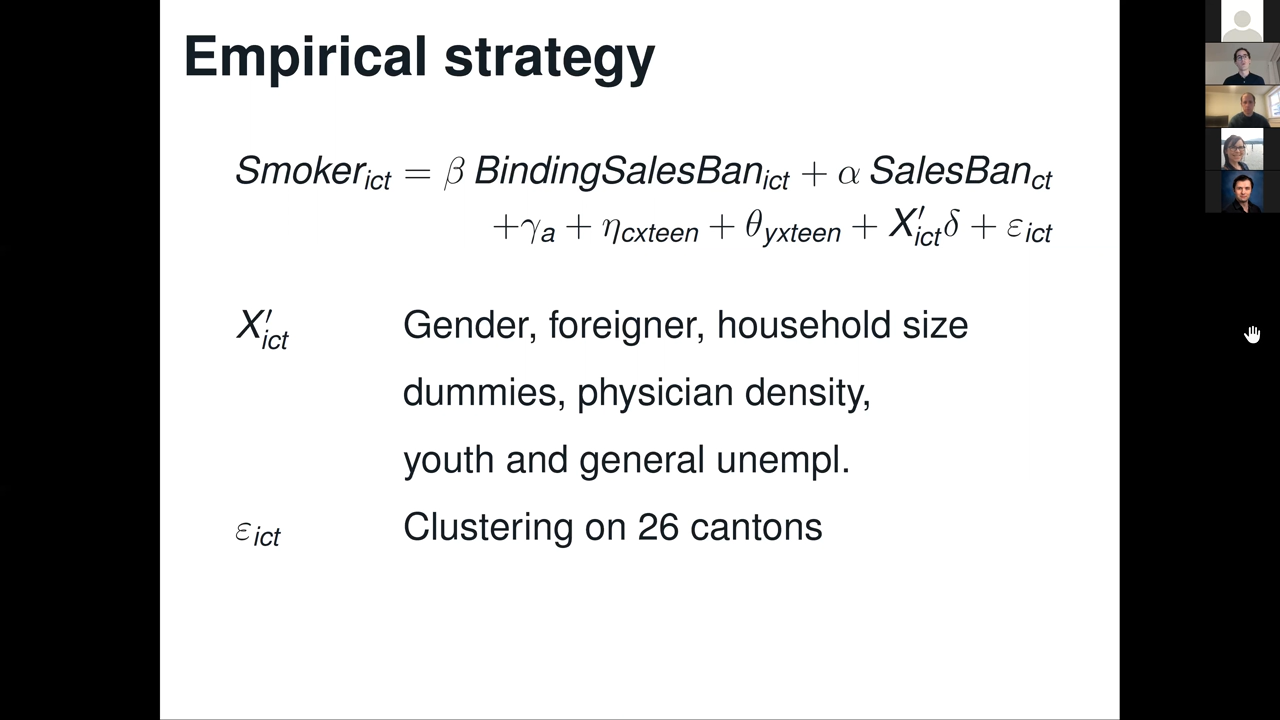 Empirical strategy
Smoker_ict = β BindingSalesBan_ict + α SalesBan_ct
+γ_a + η_cxteen + θ_yxteen + X′_ict δ + ε_ict
X′_ict Gender, foreigner, household size
dummies, physician density,
youth and general unempl.
ε_ict Clustering on 26 cantons